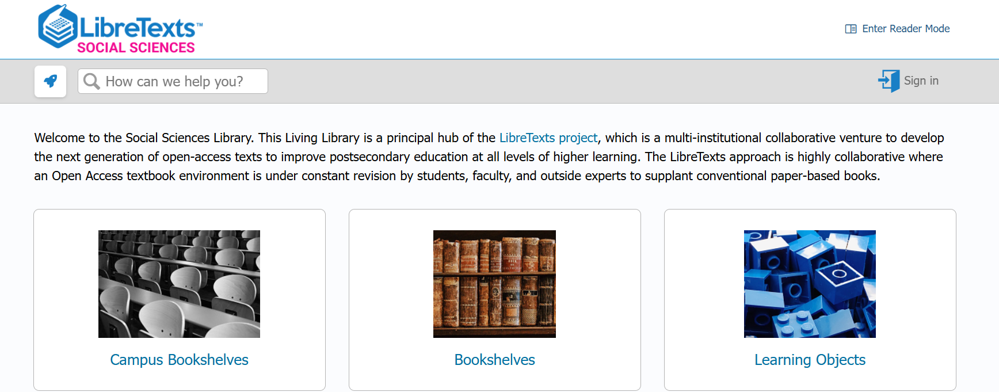 LibreTexts™
SOCIAL SCIENCES
Enter Reader Mode
How can we help you?
Sign in
Welcome to the Social Sciences Library. This Living Library is a principal hub of the LibreTexts project, which is a multi-institutional collaborative venture to develop
the next generation of open-access texts to improve postsecondary education at all levels of higher learning. The LibreTexts approach is highly collaborative where
an Open Access textbook environment is under constant revision by students, faculty, and outside experts to supplant conventional paper-based books.
Campus Bookshelves
Bookshelves
Learning Objects